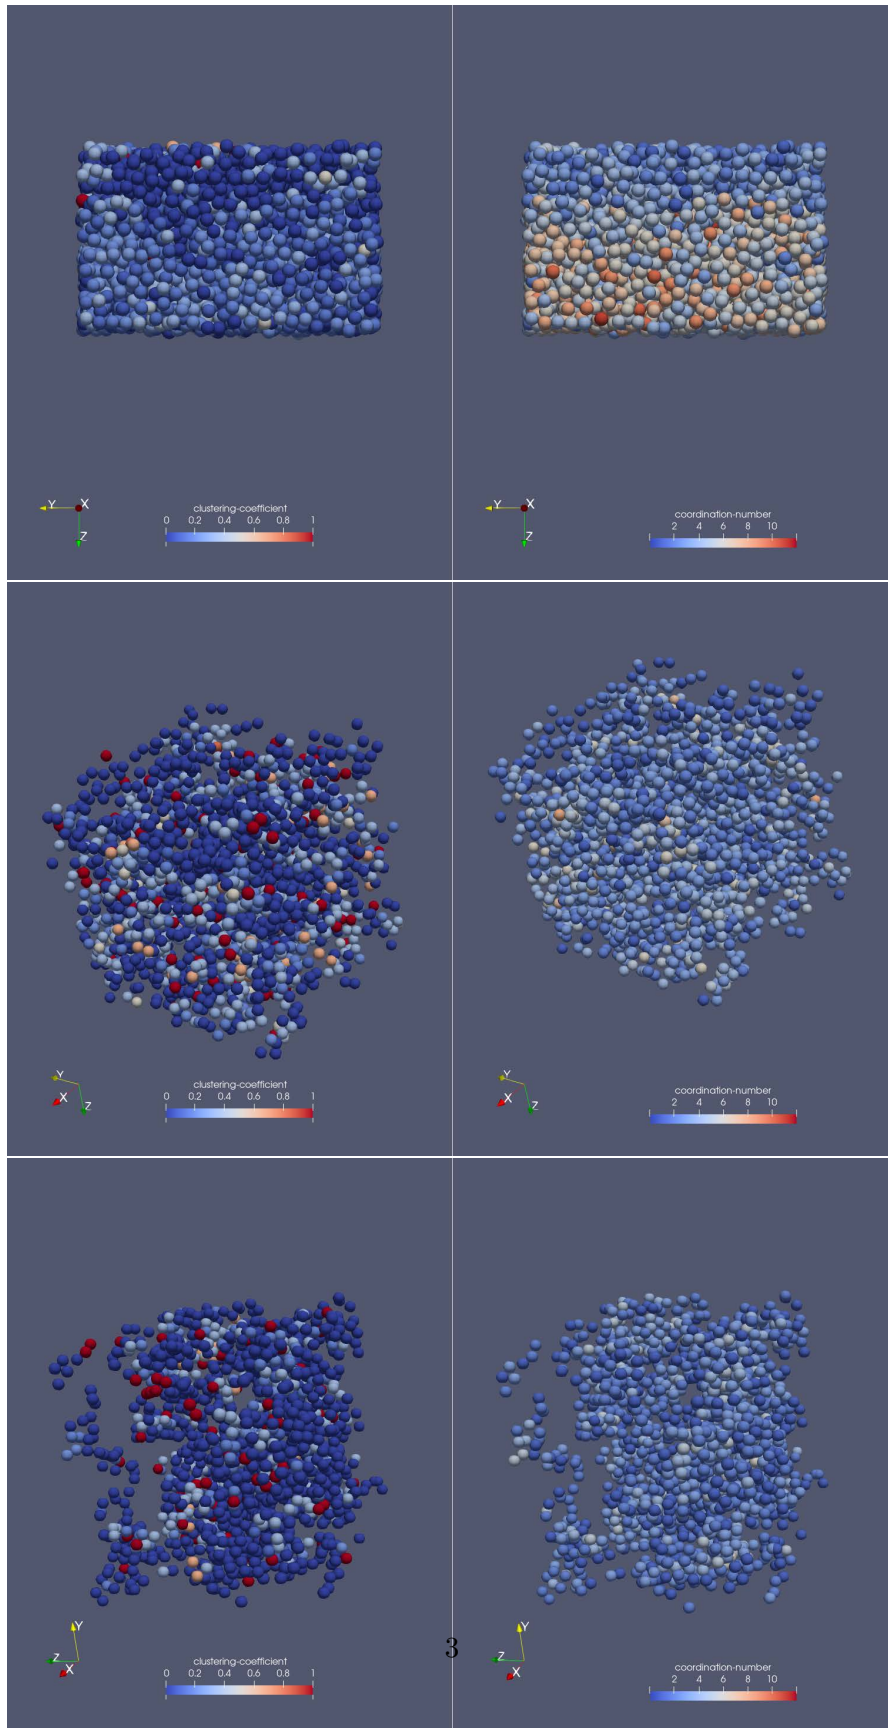 Y X
Z
clustering-coefficient
0 0.2 0.4 0.6 0.8 1
Y X
Z
coordination-number
2 4 6 8 10
Y
X
Z
clustering-coefficient
0 0.2 0.4 0.6 0.8 1
Y
X
Z
coordination-number
2 4 6 8 10
Y
Z
X
clustering-coefficient
0 0.2 0.4 0.6 0.8 1
3
Y
Z
X
coordination-number
2 4 6 8 10